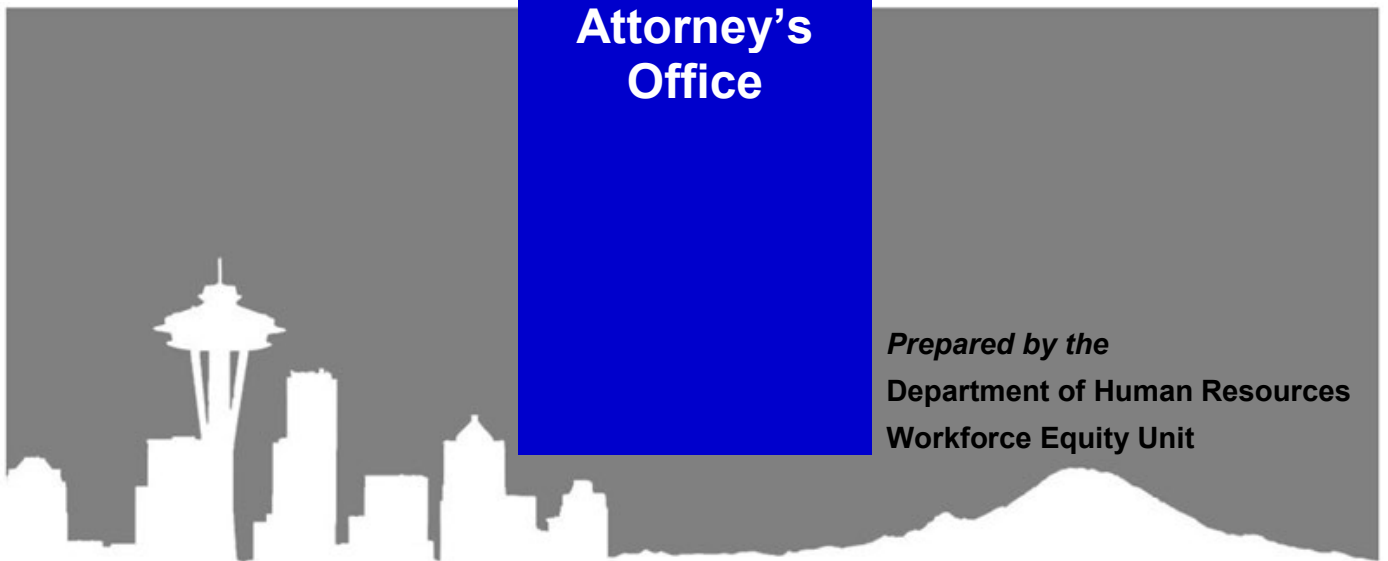 Attorney’s
Office
Prepared by the
Department of Human Resources
Workforce Equity Unit